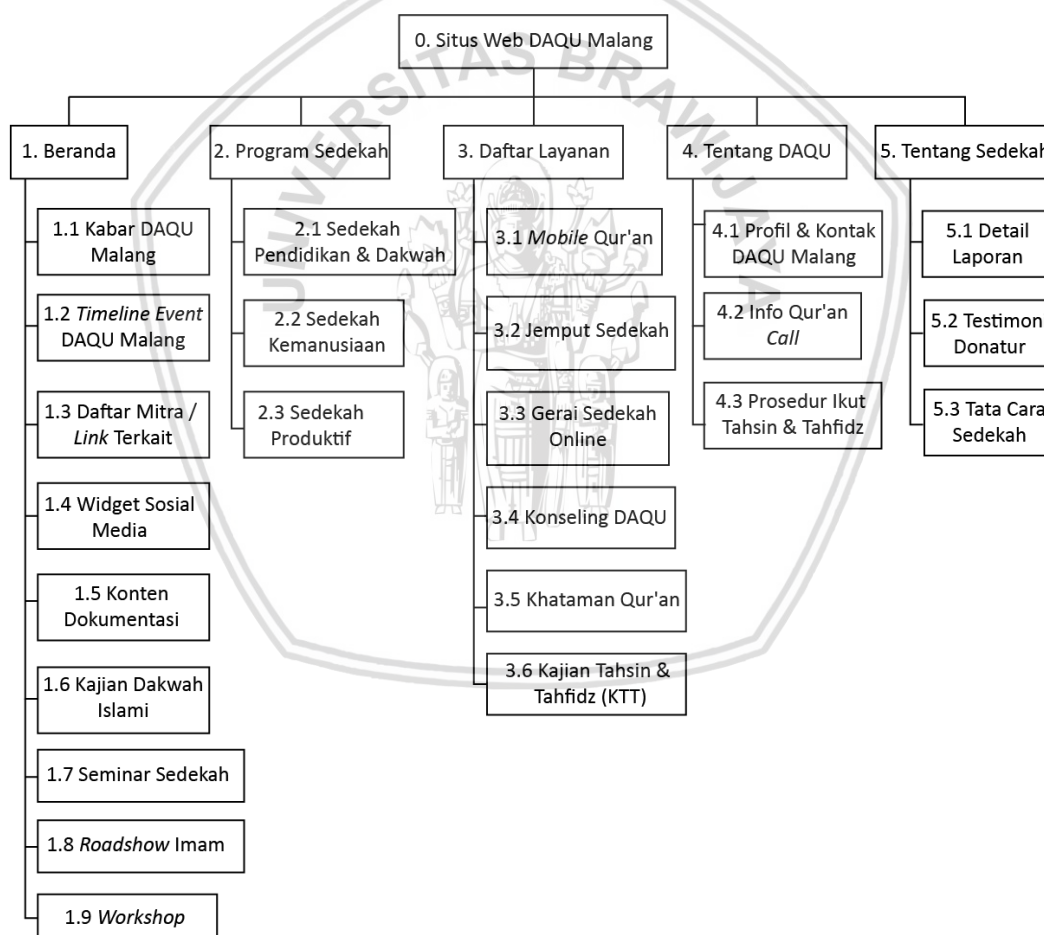 UNIVERSITAS BRAWIJAYA
0. Situs Web DAQU Malang
1. Beranda
2. Program Sedekah
3. Daftar Layanan
4. Tentang DAQU
5. Tentang Sedekah
1.1 Kabar DAQU
Malang
1.2 Timeline Event
DAQU Malang
1.3 Daftar Mitra /
Link Terkait
1.4 Widget Sosial
Media
1.5 Konten
Dokumentasi
1.6 Kajian Dakwah
Islami
1.7 Seminar Sedekah
1.8 Roadshow Imam
1.9 Workshop
2.1 Sedekah
Pendidikan & Dakwah
2.2 Sedekah
Kemanusiaan
2.3 Sedekah
Produktif
3.1 Mobile Qur'an
3.2 Jemput Sedekah
3.3 Gerai Sedekah
Online
3.4 Konseling DAQU
3.5 Khataman Qur'an
3.6 Kajian Tahsin &
Tahfidz (KTT)
4.1 Profil & Kontak
DAQU Malang
4.2 Info Qur'an
Call
4.3 Prosedur Ikut
Tahsin & Tahfidz
5.1 Detail
Laporan
5.2 Testimoni
Donatur
5.3 Tata Cara
Sedekah